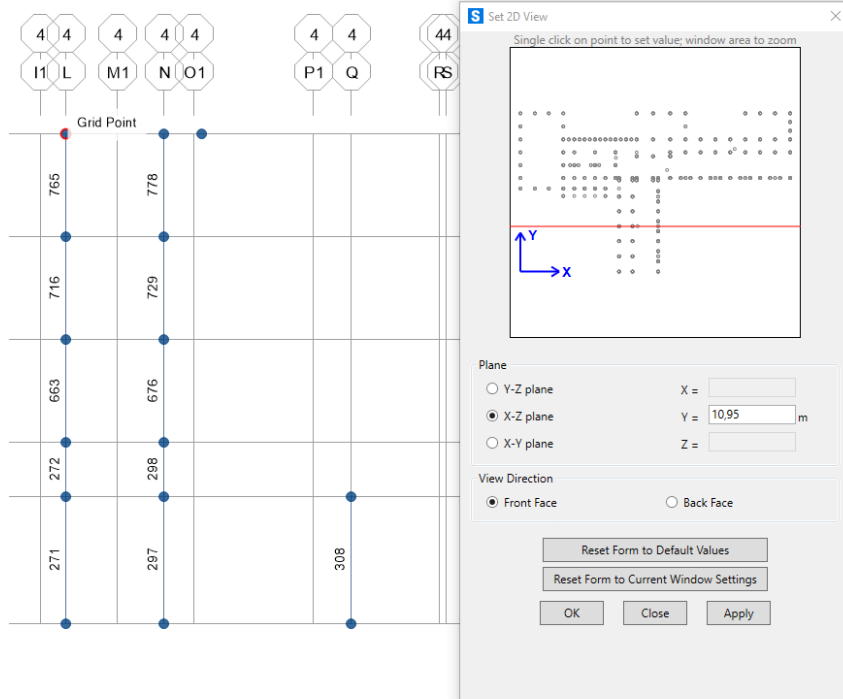 4 4 4 4 4 4 4 44
I1 L M1 N O1 P1 Q RS
Grid Point
765 778
716 729
663 676
272 298
271 297 308
S Set 2D View
Single click on point to set value; window area to zoom
Y
X
Plane
Y-Z plane X =
X-Z plane Y = 10,95 m
X-Y plane Z =
View Direction
Front Face Back Face
Reset Form to Default Values
Reset Form to Current Window Settings
OK Close Apply